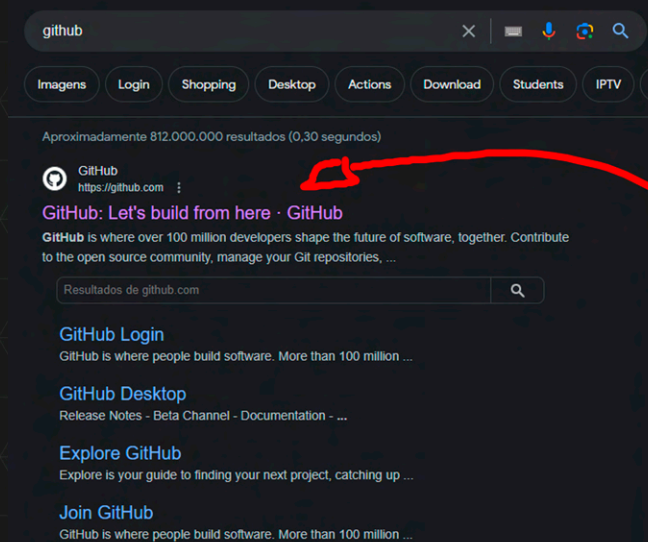 github
Imagens Login Shopping Desktop Actions Download Students IPTV
Aproximadamente 812.000.000 resultados (0,30 segundos)
GitHub
https://github.com
GitHub: Let's build from here · GitHub
GitHub is where over 100 million developers shape the future of software, together. Contribute
to the open source community, manage your Git repositories, ...
Resultados de github.com
GitHub Login
GitHub is where people build software. More than 100 million ...
GitHub Desktop
Release Notes - Beta Channel - Documentation - ...
Explore GitHub
Explore is your guide to finding your next project, catching up ...
Join GitHub
GitHub is where people build software. More than 100 million ...